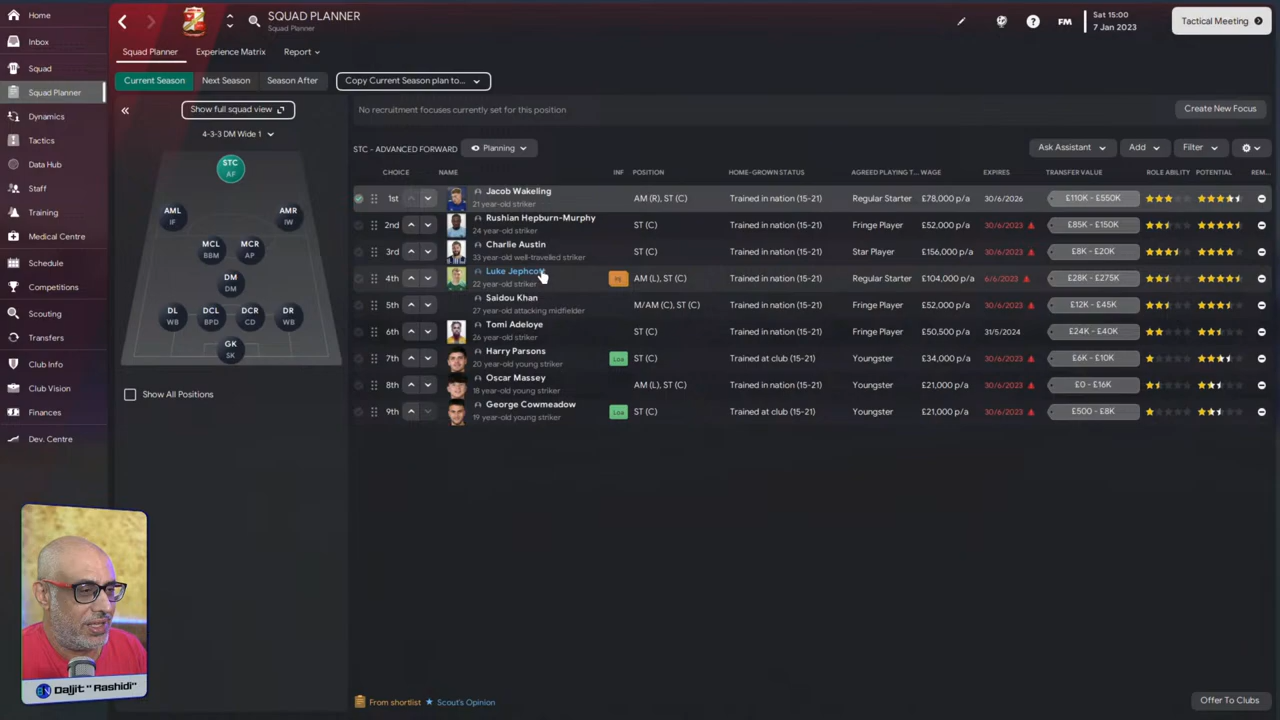 Home
Inbox
Squad
Squad Planner
Dynamics
Tactics
Data Hub
Staff
Training
Medical Centre
Schedule
Competitions
Scouting
Transfers
Club Info
Club Vision
Finances
Dev. Centre
SQUAD PLANNER
Squad Planner
FM
Sat 15:00
7 Jan 2023
Tactical Meeting
Squad Planner Experience Matrix Report
Current Season Next Season Season After Copy Current Season plan to...
Show full squad view
4-3-3 DM Wide 1
STC
AF
AML
IF
AMR
IW
MCL
BBM
MCR
AP
DM
DM
DL
WB
DCL
BPD
DCR
CD
DR
WB
GK
SK
Show All Positions
No recruitment focuses currently set for this position
Create New Focus
STC - ADVANCED FORWARD Planning Ask Assistant Add Filter
CHOICE NAME INF POSITION HOME-GROWN STATUS AGREED PLAYING T... WAGE EXPIRES TRANSFER VALUE ROLE ABILITY POTENTIAL REM...
1st Jacob Wakeling AM (R), ST (C) Trained in nation (15-21) Regular Starter £78,000 p/a 30/6/2026 £110K - £550K
21 year-old striker
2nd Rushian Hepburn-Murphy ST (C) Trained in nation (15-21) Fringe Player £52,000 p/a 30/6/2023 £85K - £150K
24 year-old striker
3rd Charlie Austin ST (C) Trained in nation (15-21) Star Player £156,000 p/a 30/6/2023 £8K - £20K
33 year-old well-travelled striker
4th Luke Jephcott AM (L), ST (C) Trained in nation (15-21) Regular Starter £104,000 p/a 6/6/2023 £28K - £275K
22 year-old striker
5th Saidou Khan M/AM (C), ST (C) Trained in nation (15-21) Fringe Player £52,000 p/a 30/6/2023 £12K - £45K
27 year-old attacking midfielder
6th Tomi Adeloye ST (C) Trained in nation (15-21) Fringe Player £50,500 p/a 31/5/2024 £24K - £40K
26 year-old striker
7th Harry Parsons Loa ST (C) Trained at club (15-21) Youngster £34,000 p/a 30/6/2023 £6K - £10K
20 year-old young striker
8th Oscar Massey AM (L), ST (C) Trained in nation (15-21) Youngster £21,000 p/a 30/6/2023 £0 - £16K
18 year-old young striker
9th George Cowmeadow Loa ST (C) Trained at club (15-21) Youngster £21,000 p/a 30/6/2023 £500 - £8K
19 year-old young striker
From shortlist Scout's Opinion
Offer To Clubs
Daljit "Rashidi"